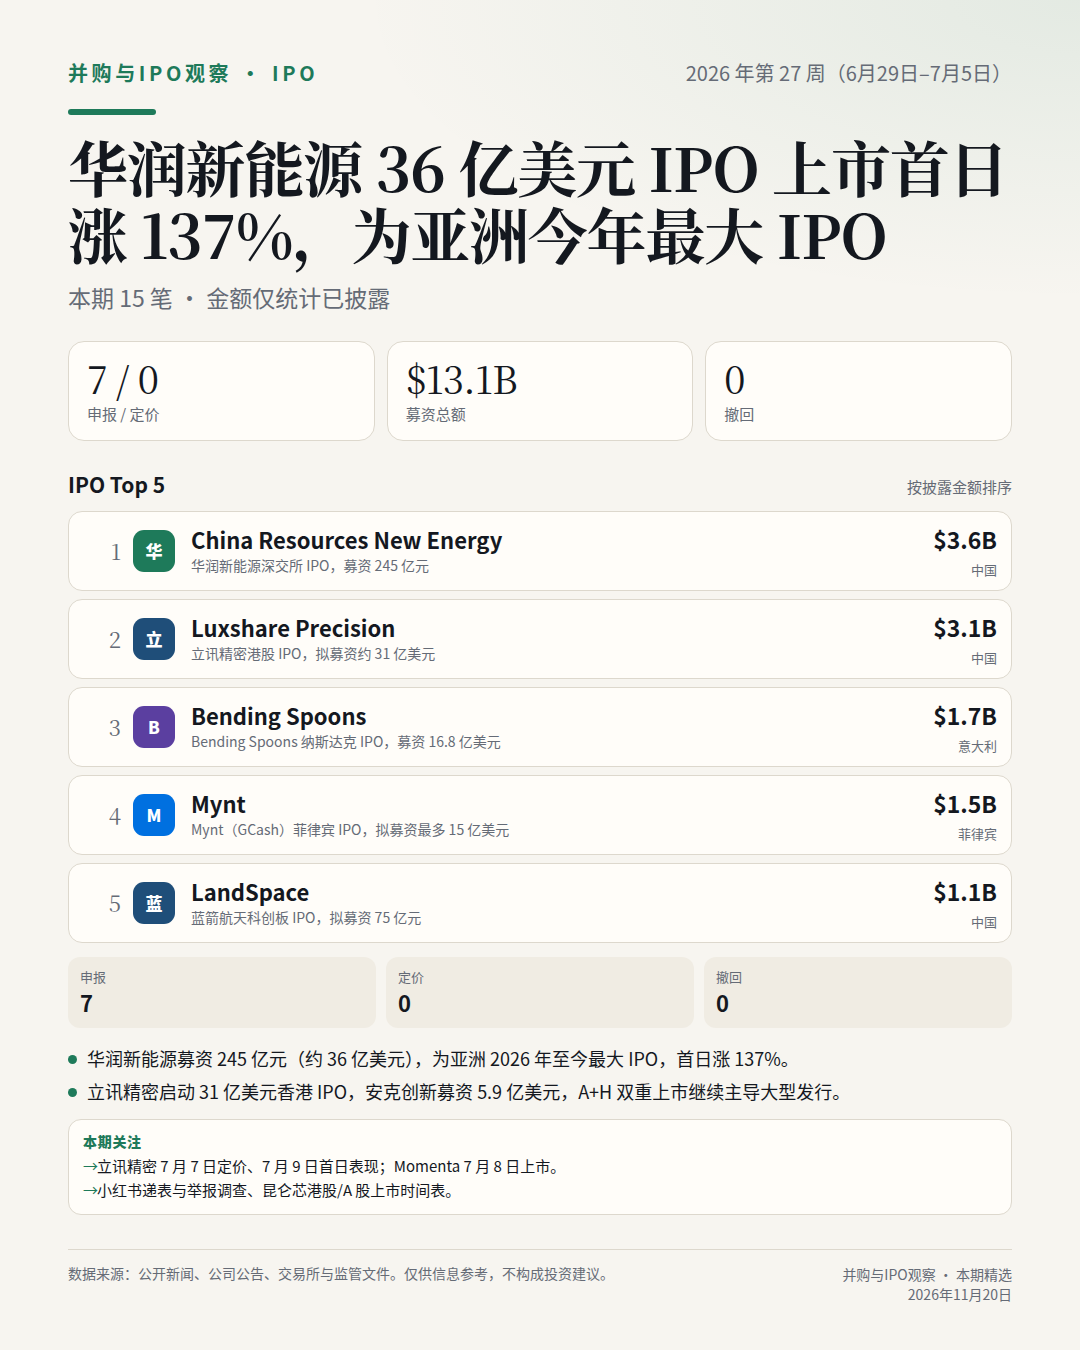 并购与IPO观察 · IPO
2026 年第 27 周（6月29日–7月5日）
华润新能源 36 亿美元 IPO 上市首日
涨 137%，为亚洲今年最大 IPO
本期 15 笔 · 金额仅统计已披露
7 / 0
申报 / 定价
$13.1B
募资总额
0
撤回
IPO Top 5
按披露金额排序
1
华
China Resources New Energy
华润新能源深交所 IPO，募资 245 亿元
$3.6B
中国
2
立
Luxshare Precision
立讯精密港股 IPO，拟募资约 31 亿美元
$3.1B
中国
3
B
Bending Spoons
Bending Spoons 纳斯达克 IPO，募资 16.8 亿美元
$1.7B
意大利
4
M
Mynt
Mynt（GCash）菲律宾 IPO，拟募资最多 15 亿美元
$1.5B
菲律宾
5
蓝
LandSpace
蓝箭航天科创板 IPO，拟募资 75 亿元
$1.1B
中国
申报
7
定价
0
撤回
0
华润新能源募资 245 亿元（约 36 亿美元），为亚洲 2026 年至今最大 IPO，首日涨 137%。
立讯精密启动 31 亿美元香港 IPO，安克创新募资 5.9 亿美元，A+H 双重上市继续主导大型发行。
本期关注
→立讯精密 7 月 7 日定价、7 月 9 日首日表现；Momenta 7 月 8 日上市。
→小红书递表与举报调查、昆仑芯港股/A 股上市时间表。
数据来源：公开新闻、公司公告、交易所与监管文件。仅供信息参考，不构成投资建议。
并购与IPO观察 · 本期精选
2026年11月20日